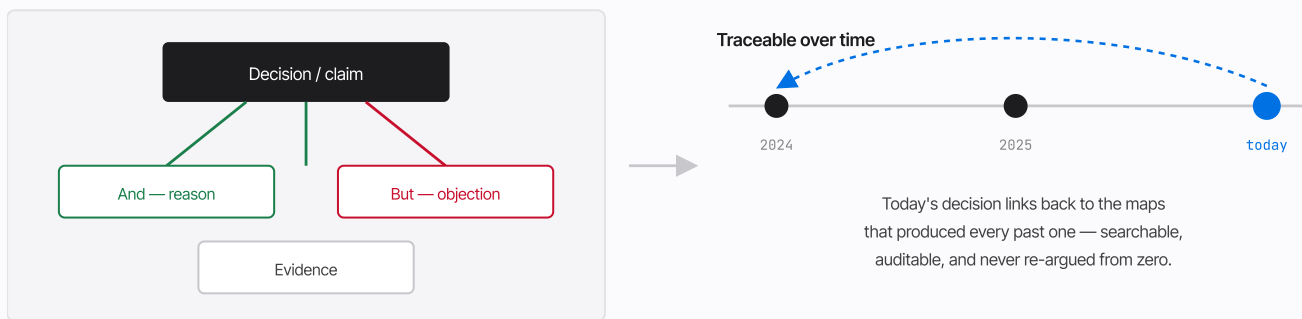 Decision / claim
And — reason
But — objection
Evidence
Traceable over time
2024
2025
today
Today's decision links back to the maps
that produced every past one — searchable,
auditable, and never re-argued from zero.